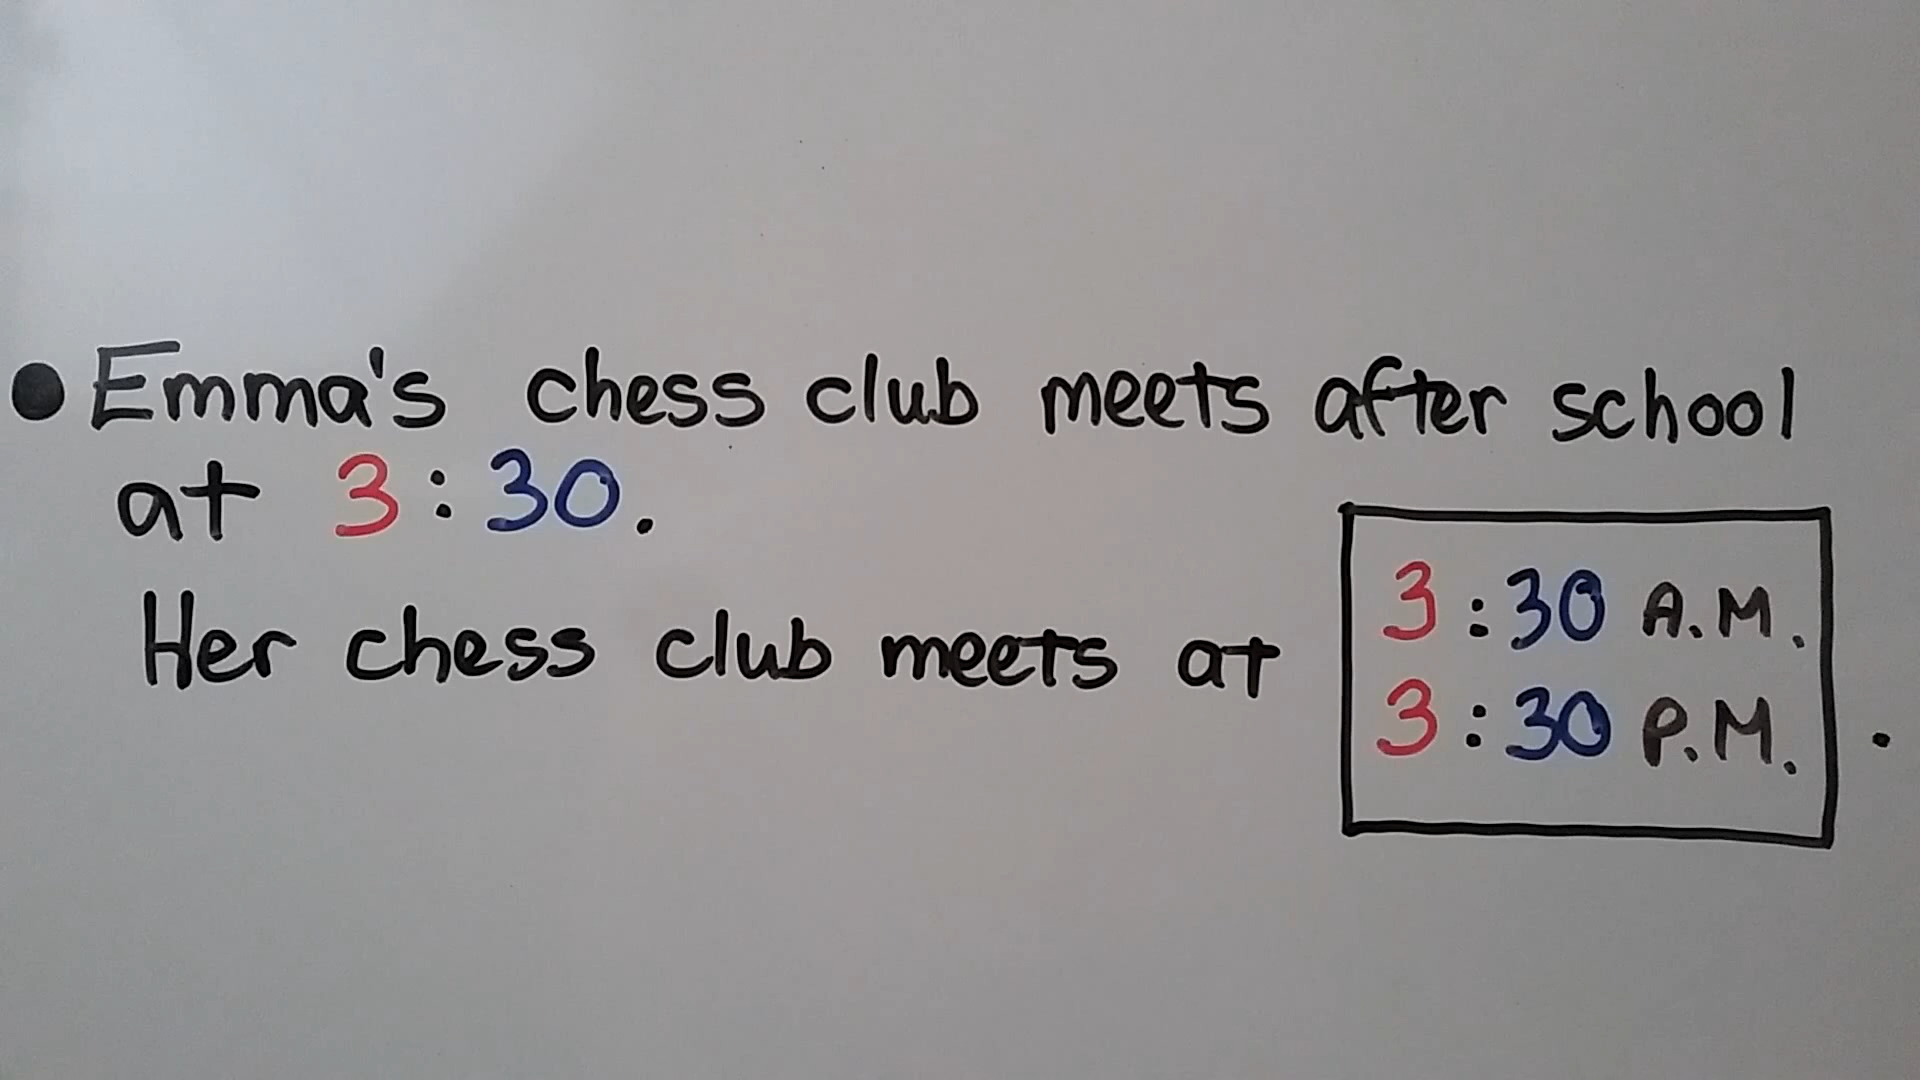 • Emma's chess club meets after school
at 3:30.
Her chess club meets at
3:30 A.M.
3:30 P.M.
.